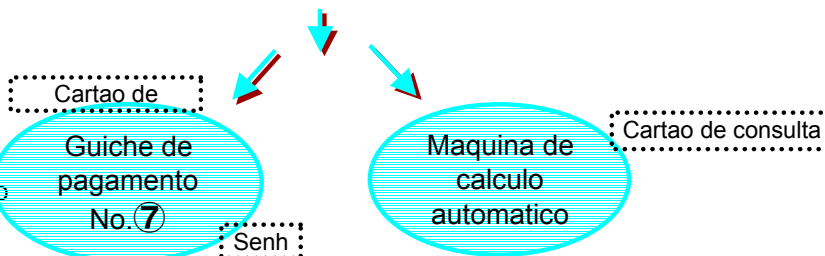 Cartao de
Guiche de
pagamento
No.⑦
Senh
Maquina de
calculo
automatico
Cartao de consulta